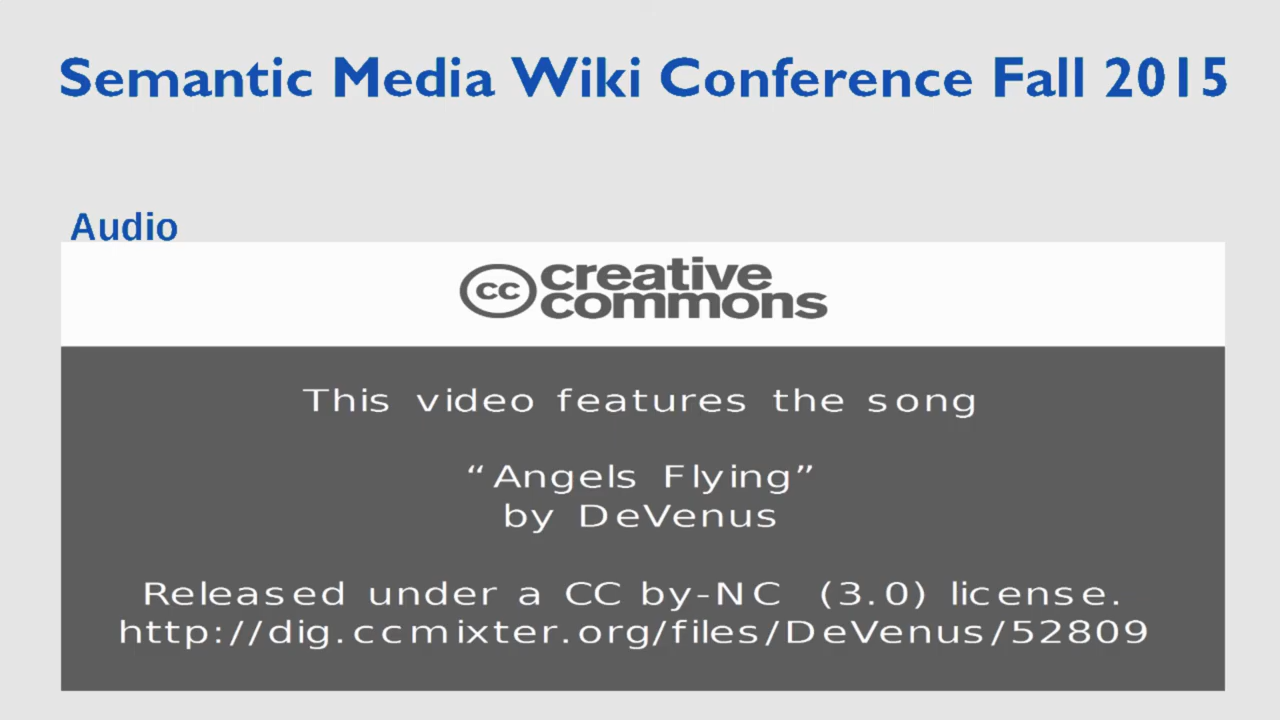 Semantic Media Wiki Conference Fall 2015
Audio
cc creative
commons
This video features the song
“Angels Flying”
by DeVenus
Released under a CC by-NC (3.0) license.
http://dig.ccmixter.org/files/DeVenus/52809